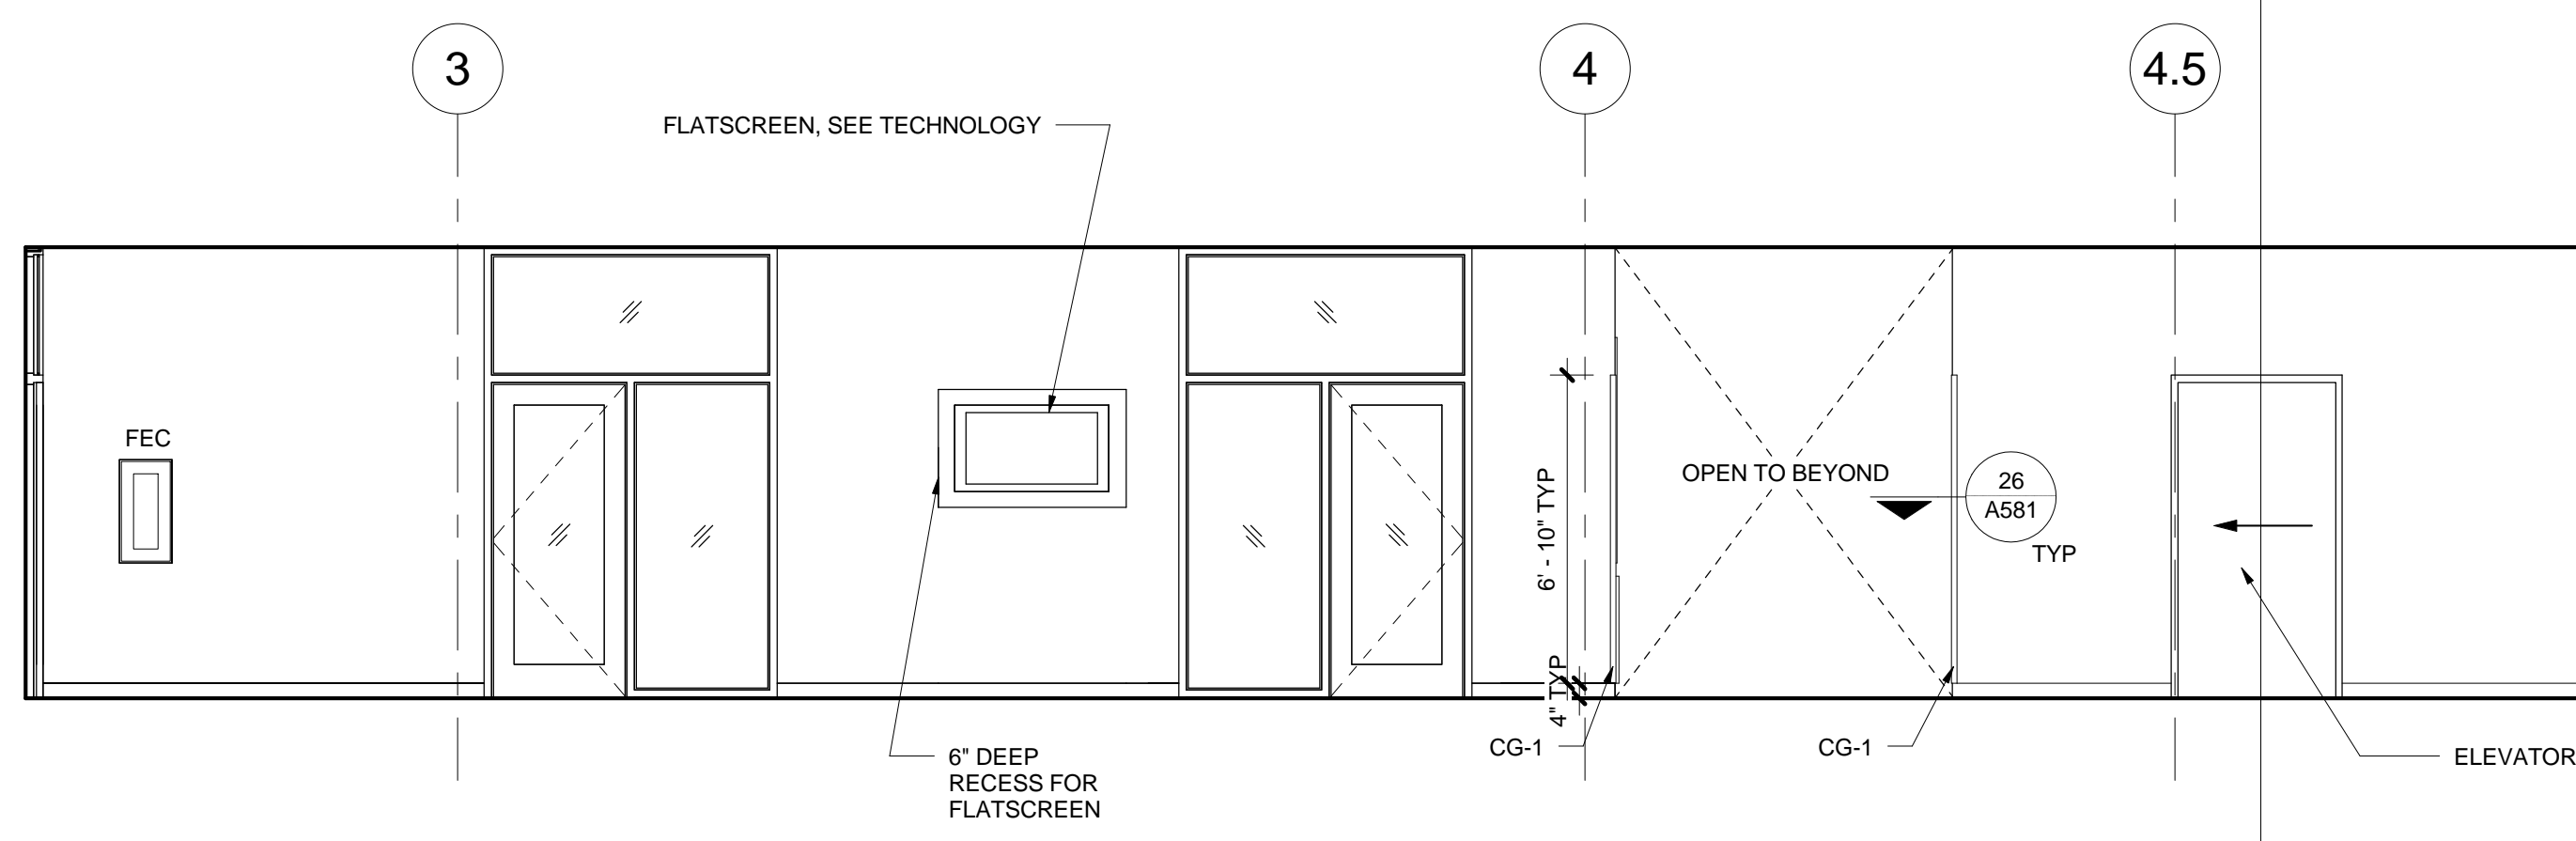 3
4
4.5
FLATSCREEN, SEE TECHNOLOGY
FEC
OPEN TO BEYOND
26
A581
TYP
6' - 10" TYP
4" TYP
CG-1
CG-1
6" DEEP
RECESS FOR
FLATSCREEN
ELEVATOR